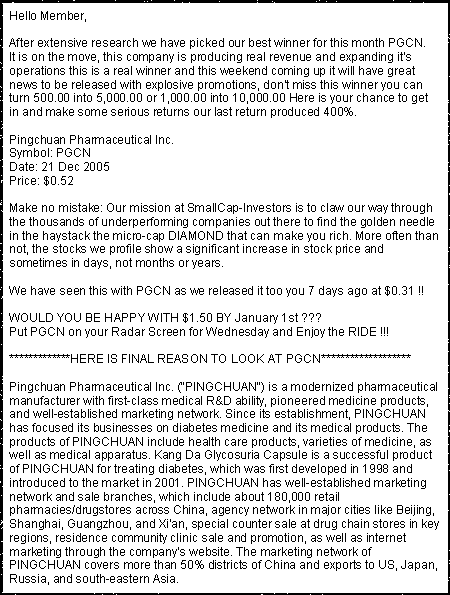 Hello Member,
After extensive research we have picked our best winner for this month PGCN.
It is on the move, this company is producing real revenue and expanding it's
operations this is a real winner and this weekend coming up it will have great
news to be released with explosive promotions, don't miss this winner you can
turn 500.00 into 5,000.00 or 1,000.00 into 10,000.00 Here is your chance to get
in and make some serious returns our last return produced 400%.
Pingchuan Pharmaceutical Inc.
Symbol: PGCN
Date: 21 Dec 2005
Price: $0.52
Make no mistake: Our mission at SmallCap-Investors is to claw our way through
the thousands of underperforming companies out there to find the golden needle
in the haystack the micro-cap DIAMOND that can make you rich. More often than
not, the stocks we profile show a significant increase in stock price and
sometimes in days, not months or years.
We have seen this with PGCN as we released it too you 7 days ago at $0.31 !!
WOULD YOU BE HAPPY WITH $1.50 BY January 1st ???
Put PGCN on your Radar Screen for Wednesday and Enjoy the RIDE !!!
*************HERE IS FINAL REASON TO LOOK AT PGCN*******************
Pingchuan Pharmaceutical Inc. ("PINGCHUAN") is a modernized pharmaceutical
manufacturer with first-class medical R&D ability, pioneered medicine products,
and well-established marketing network. Since its establishment, PINGCHUAN
has focused its businesses on diabetes medicine and its medical products. The
products of PINGCHUAN include health care products, varieties of medicine, as
well as medical apparatus. Kang Da Glycosuria Capsule is a successful product
of PINGCHUAN for treating diabetes, which was first developed in 1998 and
introduced to the market in 2001. PINGCHUAN has well-established marketing
network and sale branches, which include about 180,000 retail
pharmacies/drugstores across China, agency network in major cities like Beijing,
Shanghai, Guangzhou, and Xi'an, special counter sale at drug chain stores in key
regions, residence community clinic sale and promotion, as well as internet
marketing through the company's website. The marketing network of
PINGCHUAN covers more than 50% districts of China and exports to US, Japan,
Russia, and south-eastern Asia.